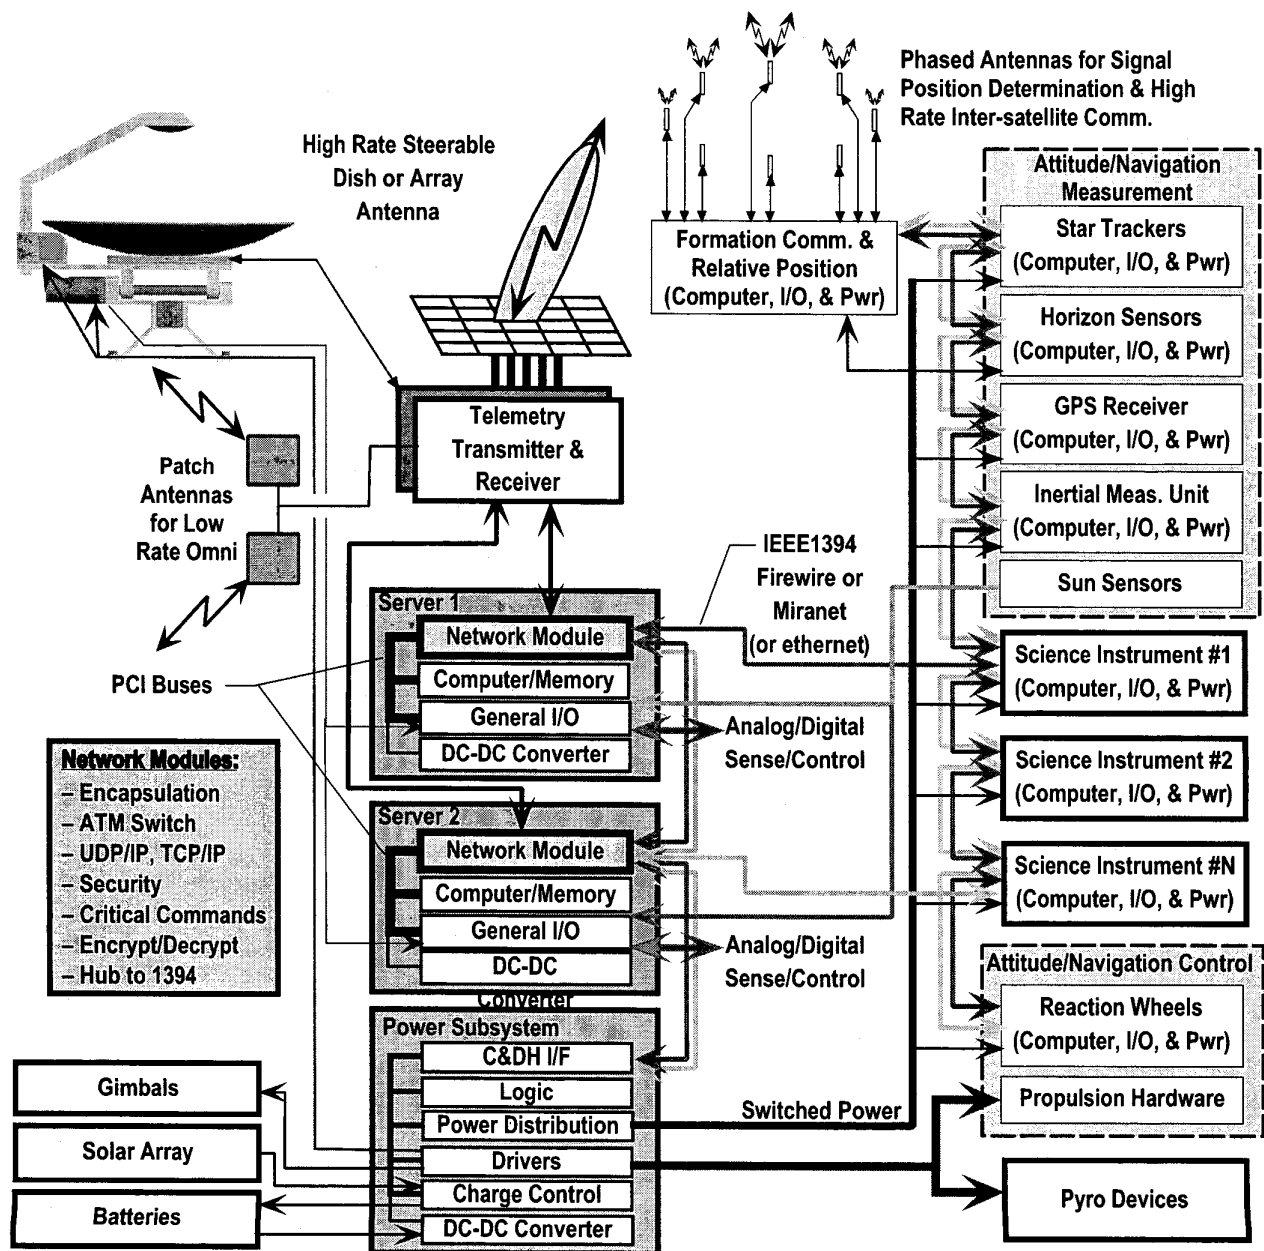 Phased Antennas for Signal
Position Determination & High
Rate Inter-satellite Comm.
High Rate Steerable
Dish or Array
Antenna
Attitude/Navigation
Measurement
Star Trackers
(Computer, I/O, & Pwr)
Horizon Sensors
(Computer, I/O, & Pwr)
GPS Receiver
(Computer, I/O, & Pwr)
Inertial Meas. Unit
(Computer, I/O, & Pwr)
Sun Sensors
Formation Comm. &
Relative Position
(Computer, I/O, & Pwr)
Telemetry
Transmitter &
Receiver
Patch
Antennas
for Low
Rate Omni
IEEE1394
Firewire or
Miranet
(or ethernet)
Server 1
Network Module
Computer/Memory
General I/O
DC-DC Converter
PCI Buses
Analog/Digital
Sense/Control
Science Instrument #1
(Computer, I/O, & Pwr)
Science Instrument #2
(Computer, I/O, & Pwr)
Science Instrument #N
(Computer, I/O, & Pwr)
Network Modules:
– Encapsulation
– ATM Switch
– UDP/IP, TCP/IP
– Security
– Critical Commands
– Encrypt/Decrypt
– Hub to 1394
Server 2
Network Module
Computer/Memory
General I/O
DC-DC
Converter
Analog/Digital
Sense/Control
Attitude/Navigation Control
Reaction Wheels
(Computer, I/O, & Pwr)
Propulsion Hardware
Power Subsystem
C&DH I/F
Logic
Power Distribution
Drivers
Charge Control
DC-DC Converter
Switched Power
Gimbals
Solar Array
Batteries
Pyro Devices